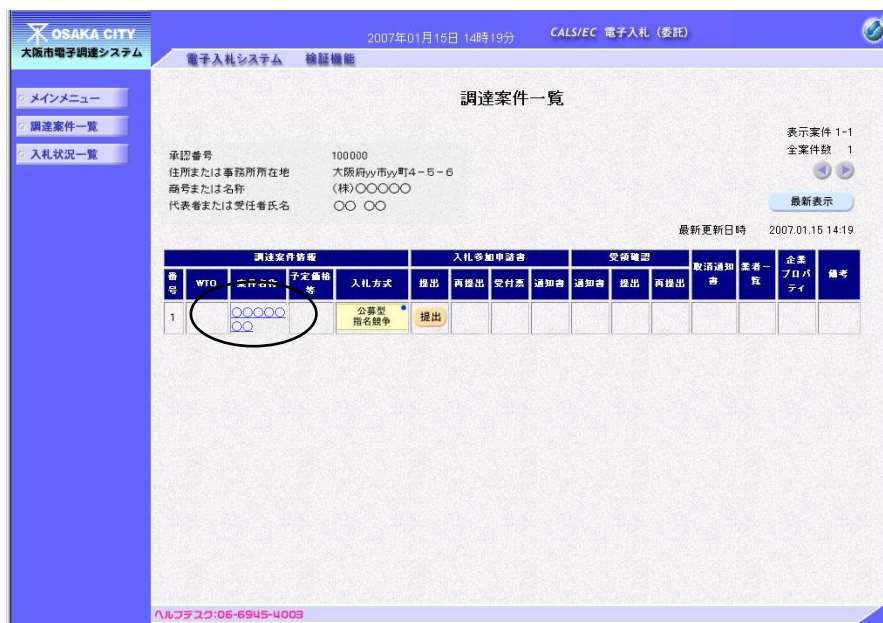 OSAKA CITY
大阪市電子調達システム
2007年01月15日 14時19分
CALS/EC 電子入札（委託）
電子入札システム 検証機能
メインメニュー
調達案件一覧
入札状況一覧
調達案件一覧
表示案件 1-1
全案件数 1
承認番号 100000
住所または事務所所在地 大阪府yy市yy町4－5－6
商号または名称 (株)〇〇〇〇〇
代表者または受任者氏名 〇〇 〇〇
最新表示
最新更新日時 2007.01.15 14:19
調達案件情報 入札参加申請書 受領確認 取消通知書 業者一覧 企業プロパティ 備考
番号 WTO 案件名称 予定価格等 入札方式 提出 再提出 受付票 通知書 通知書 提出 再提出
1 〇〇〇〇〇〇〇 公募型指名競争 提出
ヘルプデスク:06-6945-4003